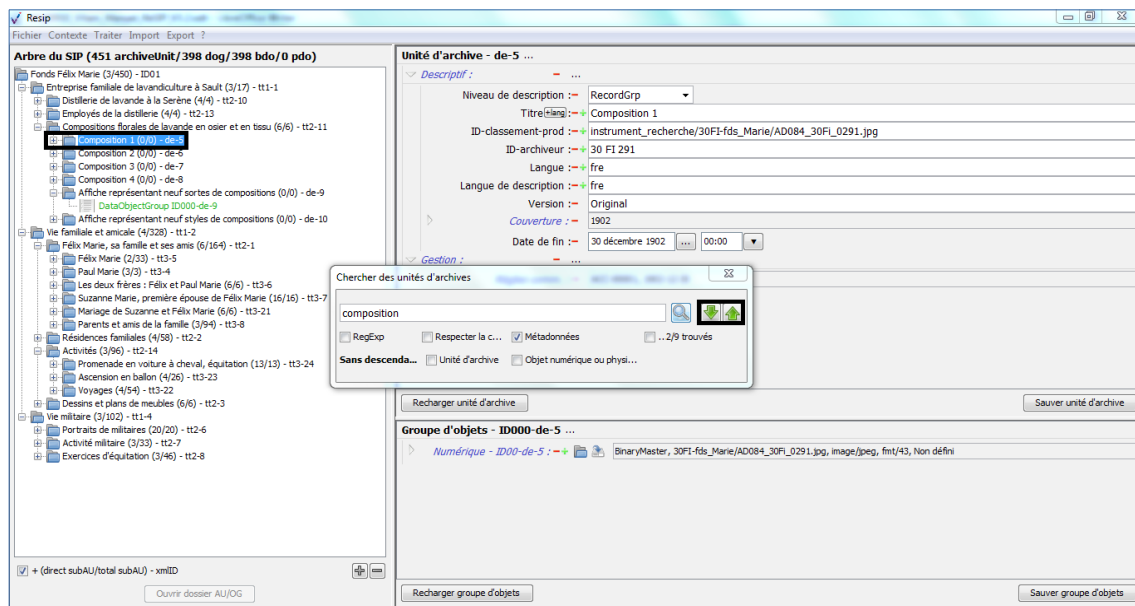 Resip
Fichier Contexte Traiter Import Export ?
Arbre du SIP (451 archiveUnit/398 dog/398 bdo/0 pdo)
Fonds Félix Marie (3/450) - ID01
Entreprise familiale de lavandiculture à Sault (3/17) - tt1-1
Distillerie de lavande à la Serène (4/4) - tt2-10
Employés de la distillerie (4/4) - tt2-13
Compositions florales de lavande en osier et en tissu (6/6) - tt2-11
Composition 1 (0/0) - de-5
Composition 2 (0/0) - de-6
Composition 3 (0/0) - de-7
Composition 4 (0/0) - de-8
Affiche représentant neuf sortes de compositions (0/0) - de-9
DataObjectGroup ID000-de-9
Affiche représentant neuf styles de compositions (0/0) - de-10
Vie familiale et amicale (4/328) - tt1-2
Félix Marie, sa famille et ses amis (6/164) - tt2-1
Félix Marie (2/33) - tt3-5
Paul Marie (3/3) - tt3-4
Les deux frères : Félix et Paul Marie (6/6) - tt3-6
Suzanne Marie, première épouse de Félix Marie (16/16) - tt3-7
Mariage de Suzanne et Félix Marie (6/6) - tt3-21
Parents et amis de la famille (3/94) - tt3-8
Résidences familiales (4/58) - tt2-2
Activités (3/96) - tt2-14
Promenade en voiture à cheval, équitation (13/13) - tt3-24
Ascension en ballon (4/26) - tt3-23
Voyages (4/54) - tt3-22
Dessins et plans de meubles (6/6) - tt2-3
Vie militaire (3/102) - tt1-4
Portraits de militaires (20/20) - tt2-6
Activité militaire (3/33) - tt2-7
Exercices d'équitation (3/46) - tt2-8
+ (direct subAU/total subAU) - xmlID
Ouvrir dossier AU/OG
Unité d'archive - de-5 ...
Descriptif : ...
Niveau de description : RecordGrp
Titre +lang : Composition 1
ID-classement-prod : instrument_recherche/30FI-fds_Marie/AD084_30Fi_0291.jpg
ID-archiveur : 30 FI 291
Langue : fre
Langue de description : fre
Version : Original
Couverture : 1902
Date de fin : 30 décembre 1902 ... 00:00
Gestion : ...
Chercher des unités d'archives
composition
RegExp Respecter la c... Métadonnées ..2/9 trouvés
Sans descenda... Unité d'archive Objet numérique ou physi...
Recharger unité d'archive Sauver unité d'archive
Groupe d'objets - ID000-de-5 ...
Numérique - ID00-de-5 : BinaryMaster, 30FI-fds_Marie/AD084_30Fi_0291.jpg, image/jpeg, fmt/43, Non défini
Recharger groupe d'objets Sauver groupe d'objets